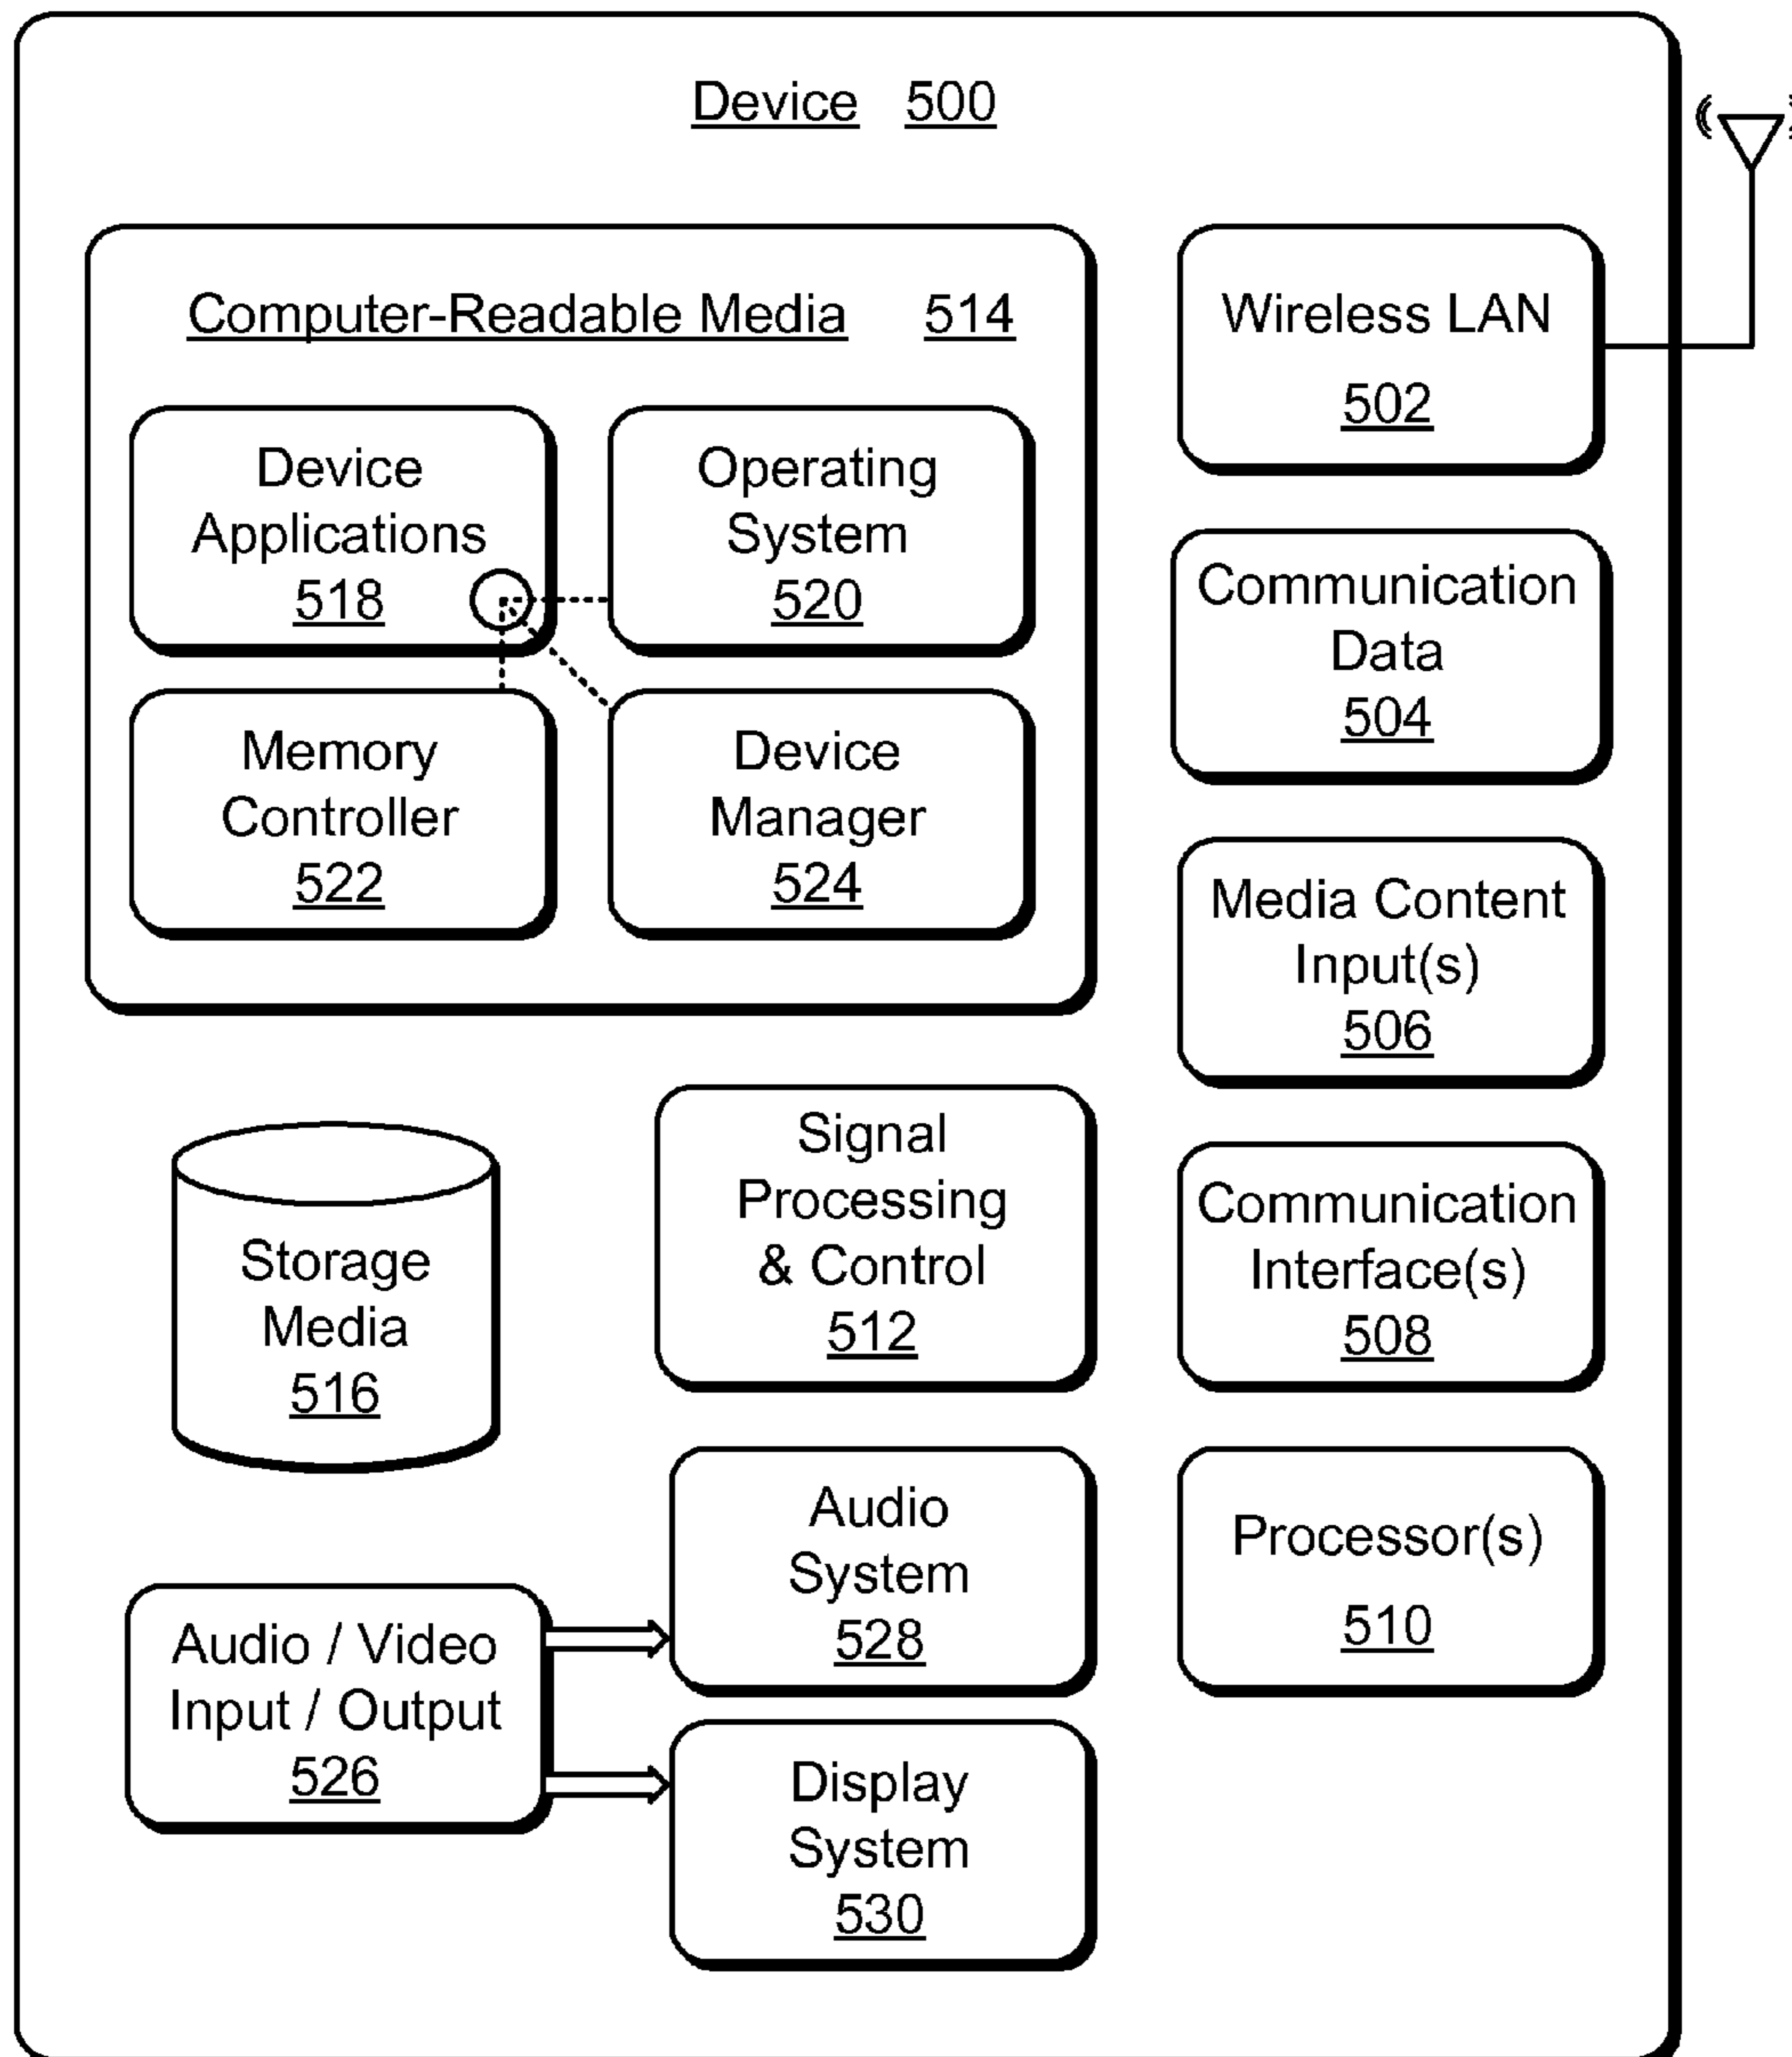 Device 500
Computer-Readable Media 514
Device
Applications
518
Operating
System
520
Memory
Controller
522
Device
Manager
524
Wireless LAN
502
Communication
Data
504
Media Content
Input(s)
506
Communication
Interface(s)
508
Processor(s)
510
Signal
Processing
& Control
512
Storage
Media
516
Audio / Video
Input / Output
526
Audio
System
528
Display
System
530